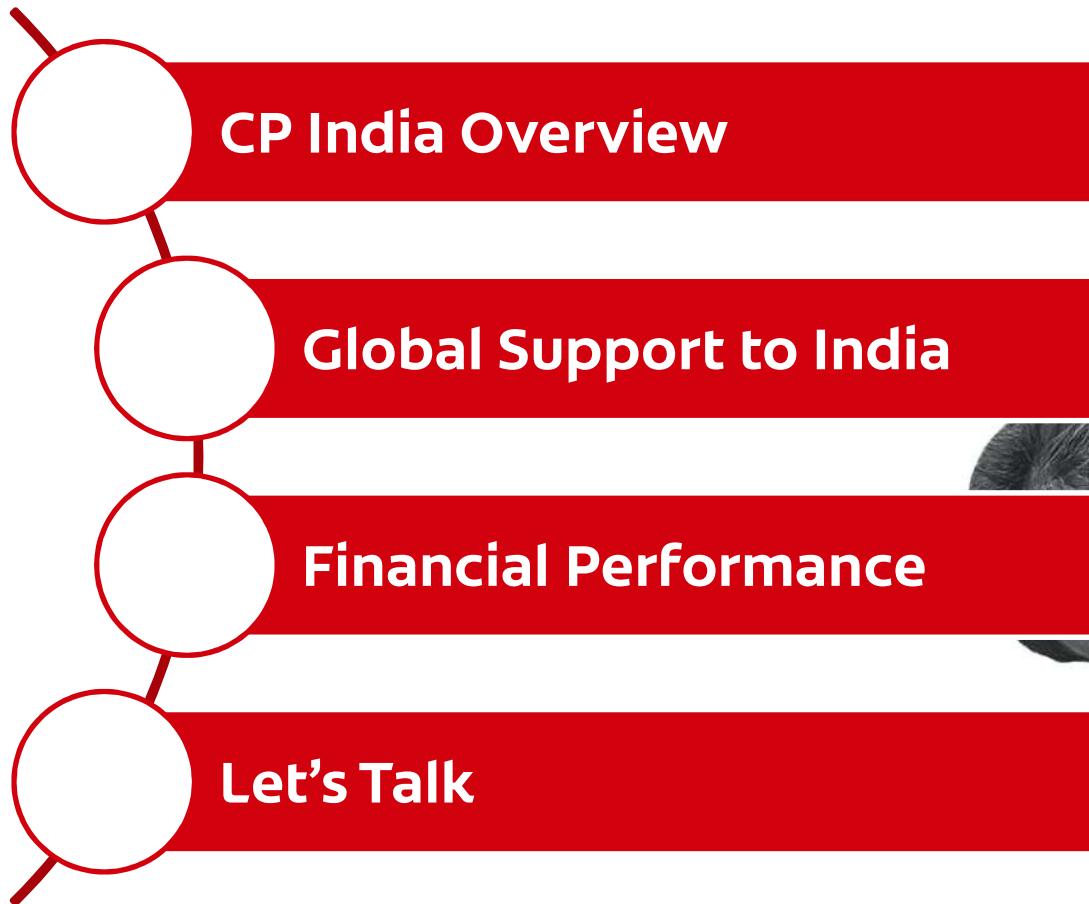 CP India Overview
Global Support to India
Financial Performance
Let’s Talk